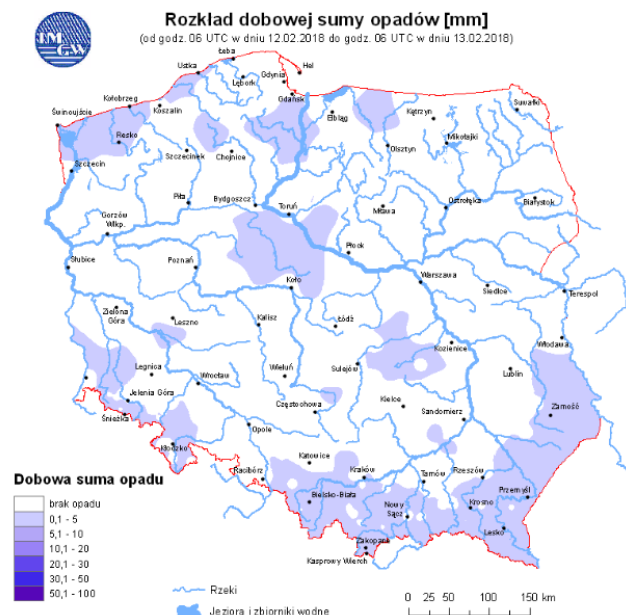 IM
GW
Rozkład dobowej sumy opadów [mm]
(od godz. 06 UTC w dniu 12.02.2018 do godz. 06 UTC w dniu 13.02.2018)
Łeba
Ustka
Hel
Gdynia
Lębork
Kołobrzeg
Gdańsk
Koszalin
Suwałki
Świnoujście
Elbląg
Kętrzyn
Resko
Mikołajki
Szczecinek
Chojnice
Olsztyn
Szczecin
Piła
Bydgoszcz
Toruń
Mława
Ostrołęka
Białystok
Gorzów
Wlkp.
Płock
Słubice
Poznań
Warszawa
Koło
Siedlce
Terespol
Zielona
Góra
Leszno
Kalisz
Łódź
Kozienice
Włodawa
Legnica
Wrocław
Wieluń
Sulejów
Lublin
Jelenia Góra
Częstochowa
Kielce
Sandomierz
Zamość
Śnieżka
Opole
Kłodzko
Katowice
Racibórz
Kraków
Tarnów
Rzeszów
Bielsko-Biała
Przemyśl
Nowy
Sącz
Krosno
Lesko
Zakopane
Kasprowy Wierch
Dobowa suma opadu
brak opadu
0,1 - 5
5,1 - 10
10,1 - 20
20,1 - 30
30,1 - 50
50,1 - 100
Rzeki
Jeziora i zbiorniki wodne
0 25 50 100 150 km